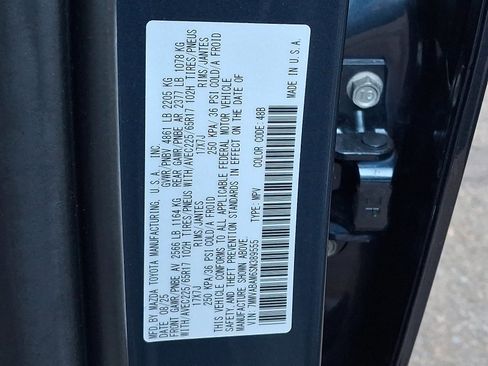 MFD. BY MAZDA TOYOTA MANUFACTURING, U.S.A., INC.
DATE: 08/25 GVWR/PNBV 4861 LB 2205 KG
FRONT GAWR/PNBE AV 2566 LB 1164 KG REAR GAWR/PNBE AR 2377 LB 1078 KG
WITH/AVEC225/65R17 102H TIRES/PNEUS WITH/AVEC225/65R17 102H TIRES/PNEUS
17X7J RIMS/JANTES 17X7J RIMS/JANTES
250 KPA/36 PSI COLD/A FROID 250 KPA/36 PSI COLD/A FROID
THIS VEHICLE CONFORMS TO ALL APPLICABLE FEDERAL MOTOR VEHICLE
SAFETY AND THEFT PREVENTION STANDARDS IN EFFECT ON THE DATE OF
MANUFACTURE SHOWN ABOVE.
VIN: TYPE: MPV COLOR CODE: 48B
MADE IN U.S.A.